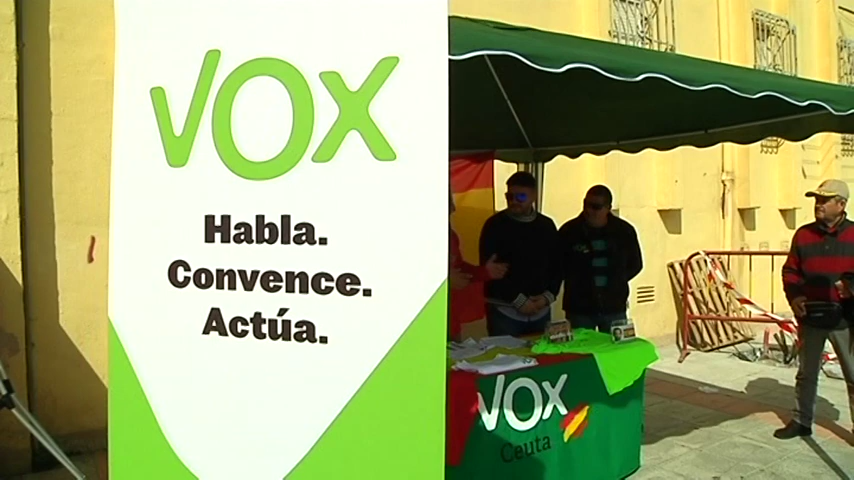 VOX
Habla.
Convence.
Actúa.
VOX
Ceuta